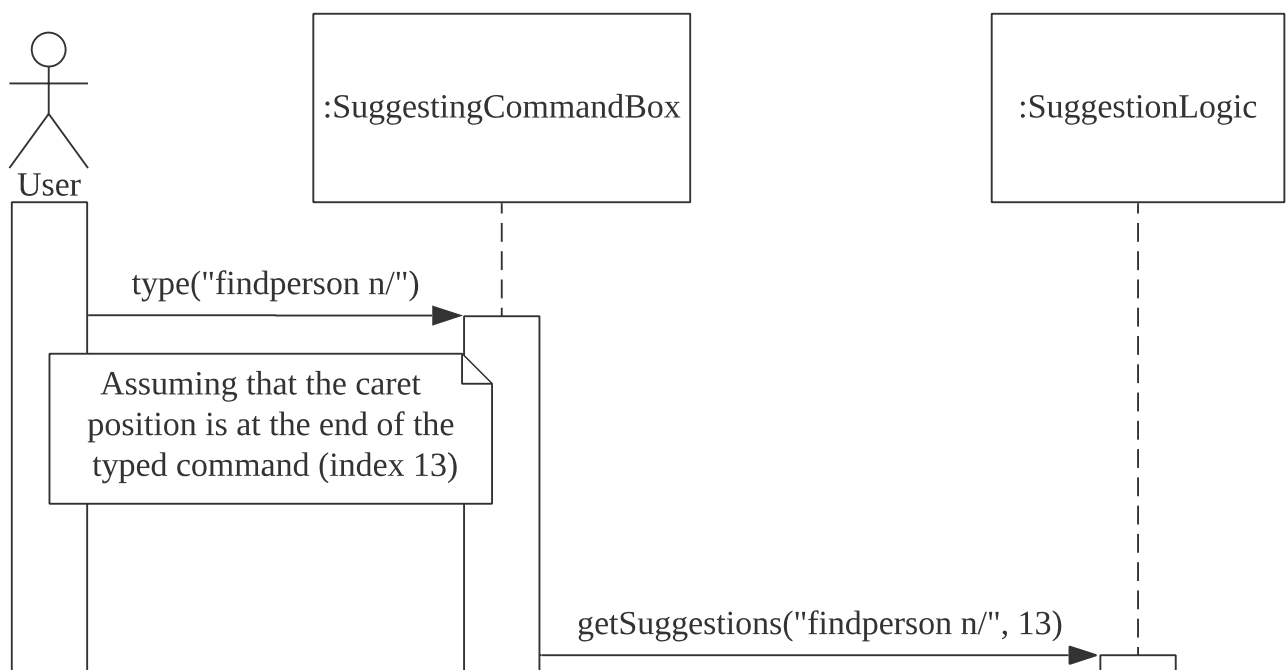 :SuggestingCommandBox
:SuggestionLogic
User
type("findperson n/")
Assuming that the caret
position is at the end of the
typed command (index 13)
getSuggestions("findperson n/", 13)